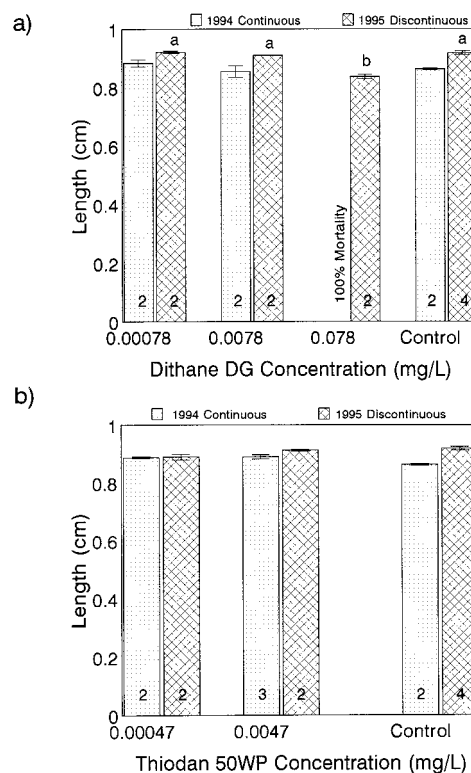 a)
1994 Continuous 1995 Discontinuous
1
0.8
0.6
0.4
0.2
0
Length (cm)
a a b a
100% Mortality
2 2 2 2 2 2 4
0.00078 0.0078 0.078 Control
Dithane DG Concentration (mg/L)
b)
1994 Continuous 1995 Discontinuous
1
0.8
0.6
0.4
0.2
0
Length (cm)
2 2 3 2 2 4
0.00047 0.0047 Control
Thiodan 50WP Concentration (mg/L)